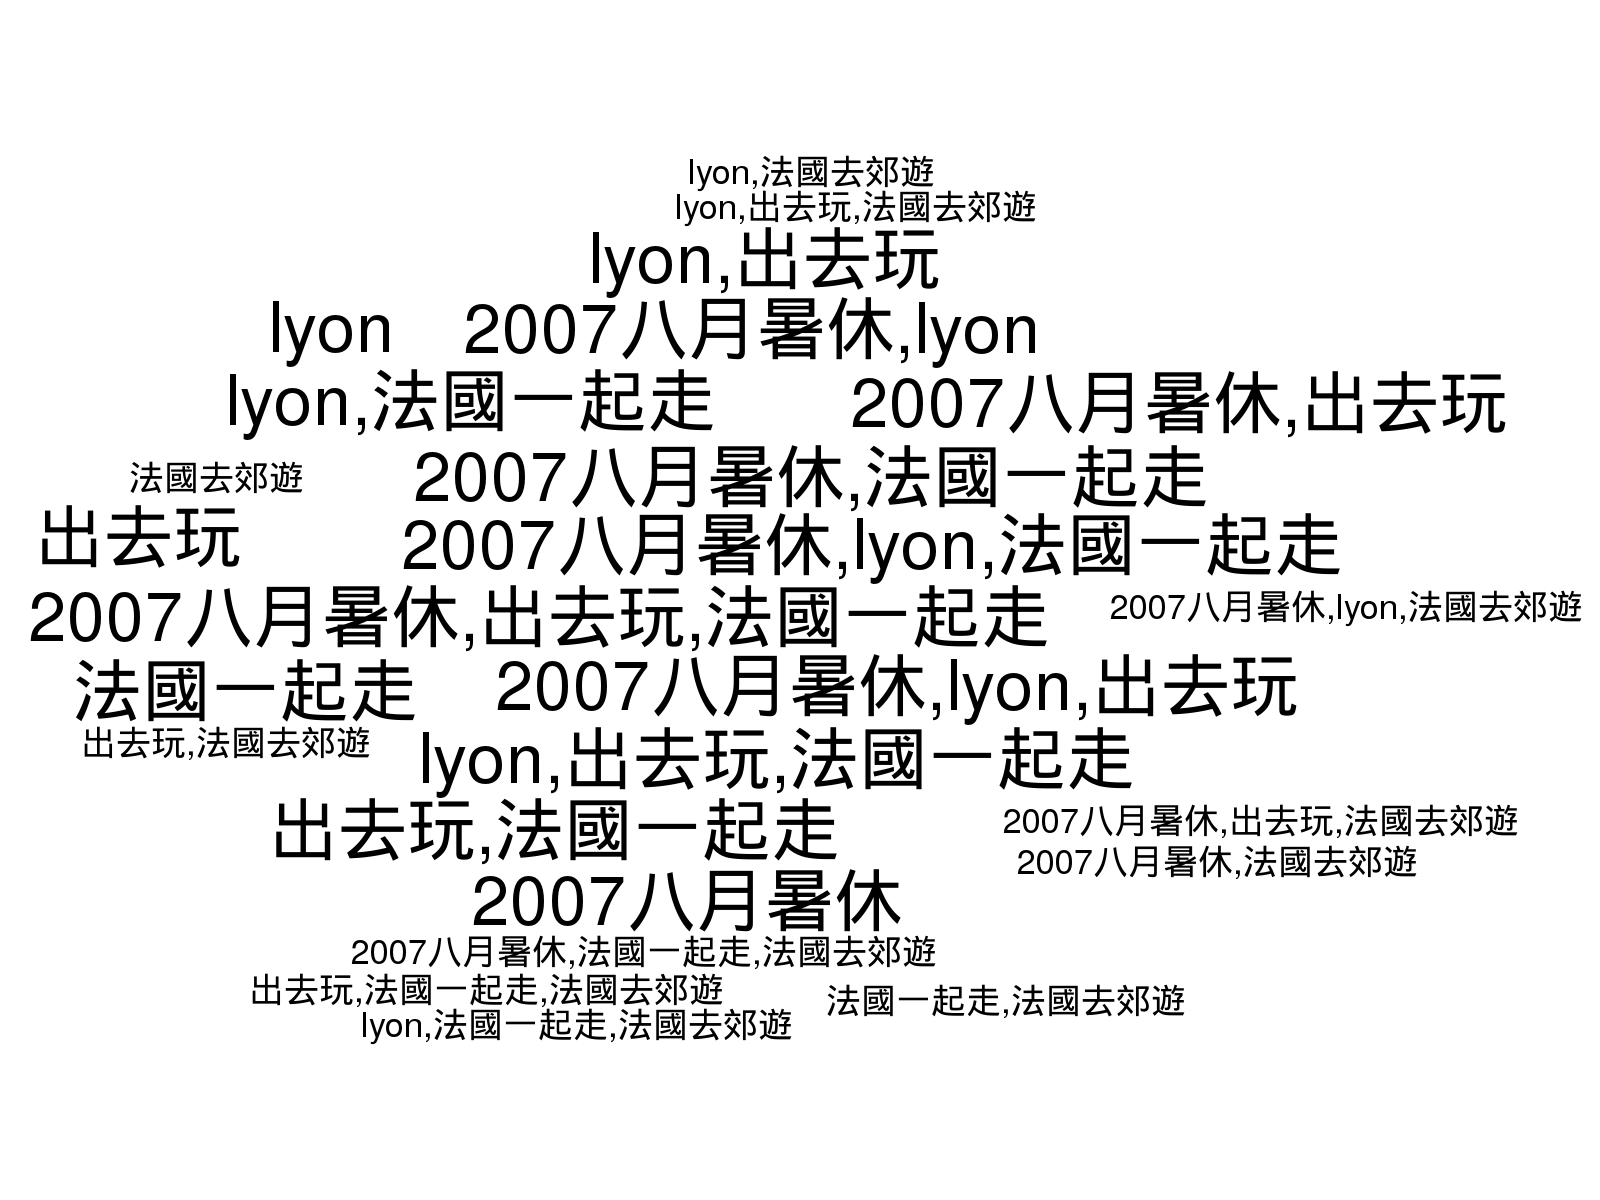 lyon,法國去郊遊
lyon,出去玩,法國去郊遊
lyon,出去玩
lyon
2007八月暑休,lyon
lyon,法國一起走
2007八月暑休,出去玩
2007八月暑休,法國一起走
法國去郊遊
出去玩
2007八月暑休,lyon,法國一起走
2007八月暑休,出去玩,法國一起走
2007八月暑休,lyon,法國去郊遊
法國一起走
2007八月暑休,lyon,出去玩
出去玩,法國去郊遊
lyon,出去玩,法國一起走
出去玩,法國一起走
2007八月暑休,出去玩,法國去郊遊
2007八月暑休,法國去郊遊
2007八月暑休
2007八月暑休,法國一起走,法國去郊遊
出去玩,法國一起走,法國去郊遊
法國一起走,法國去郊遊
lyon,法國一起走,法國去郊遊